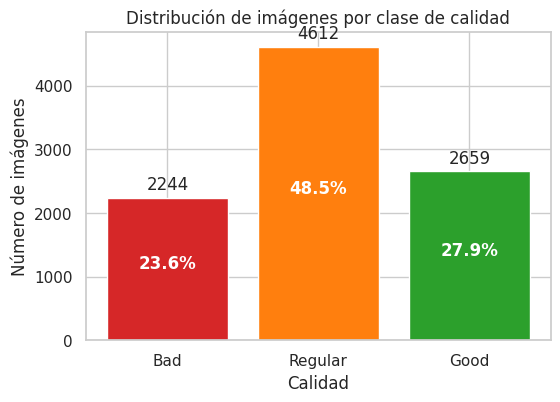 Distribución de imágenes por clase de calidad
4612
4000
3000
2659
2244
48.5%
2000
27.9%
23.6%
1000
0
Número de imágenes
Bad
Regular
Good
Calidad